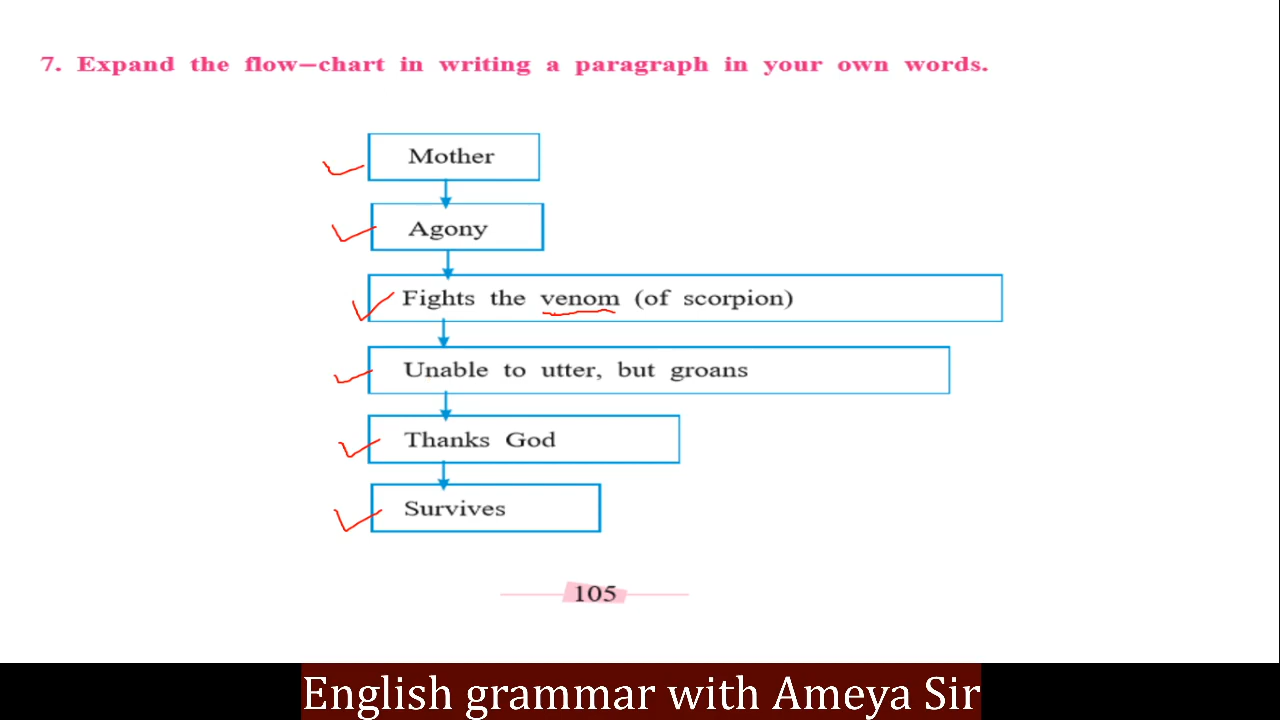 7. Expand the flow—chart in writing a paragraph in your own words.
Mother
Agony
Fights the venom (of scorpion)
Unable to utter, but groans
Thanks God
Survives
105
English grammar with Ameya Sir